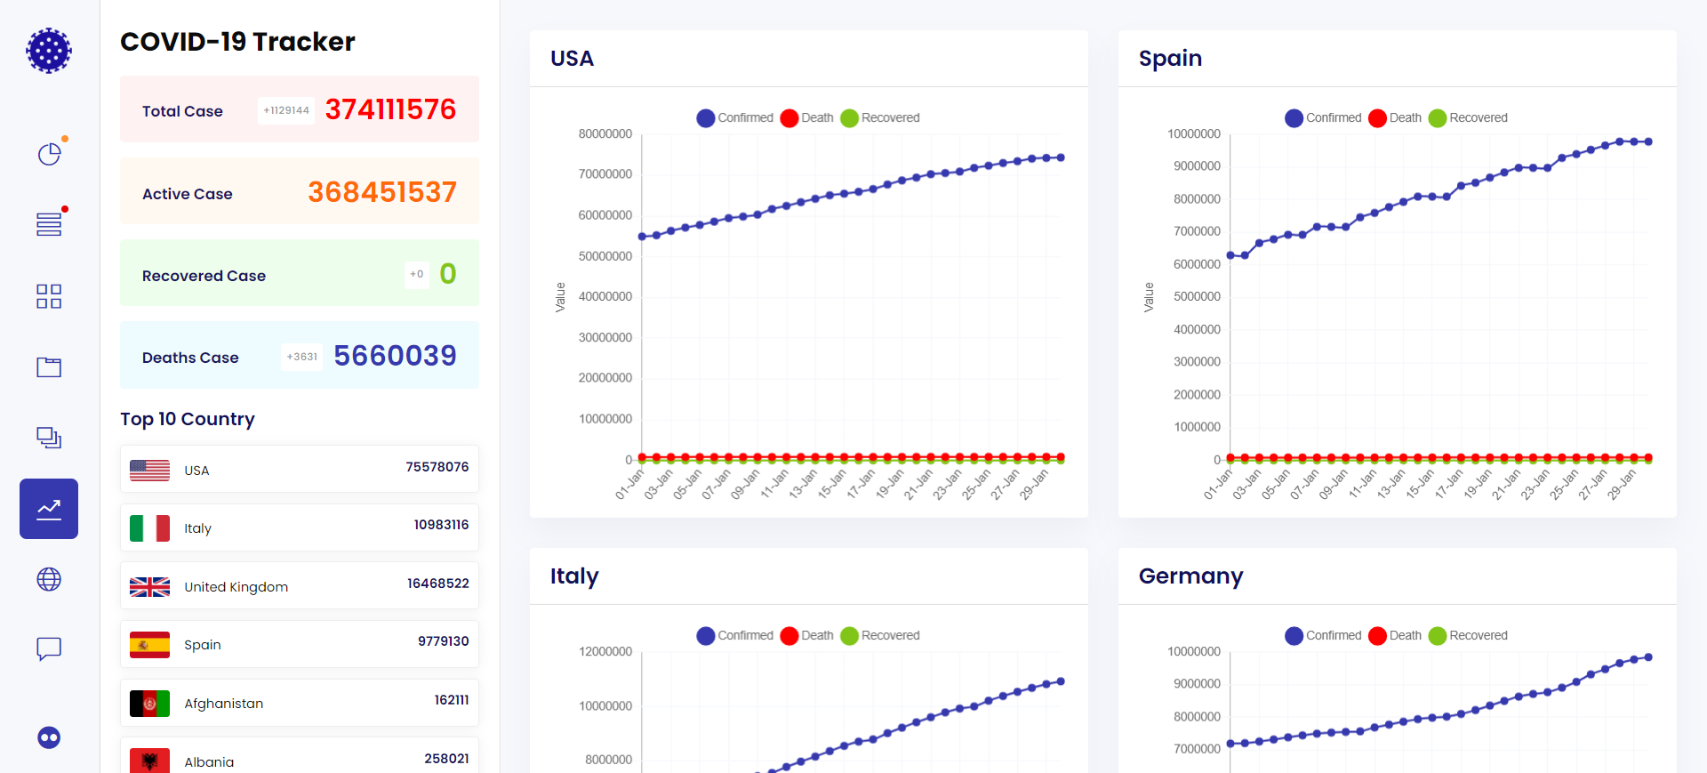 COVID-19 Tracker
Total Case +1129144 374111576
Active Case 368451537
Recovered Case +0 0
Deaths Case +3631 5660039
Top 10 Country
USA 75578076
Italy 10983116
United Kingdom 16468522
Spain 9779130
Afghanistan 162111
Albania 258021
USA
Confirmed Death Recovered
80000000
70000000
60000000
50000000
40000000
30000000
20000000
10000000
0
Value
01-Jan 03-Jan 05-Jan 07-Jan 09-Jan 11-Jan 13-Jan 15-Jan 17-Jan 19-Jan 21-Jan 23-Jan 25-Jan 27-Jan 29-Jan
Spain
Confirmed Death Recovered
10000000
9000000
8000000
7000000
6000000
5000000
4000000
3000000
2000000
1000000
0
Value
01-Jan 03-Jan 05-Jan 07-Jan 09-Jan 11-Jan 13-Jan 15-Jan 17-Jan 19-Jan 21-Jan 23-Jan 25-Jan 27-Jan 29-Jan
Italy
Confirmed Death Recovered
12000000
10000000
8000000
Germany
Confirmed Death Recovered
10000000
9000000
8000000
7000000